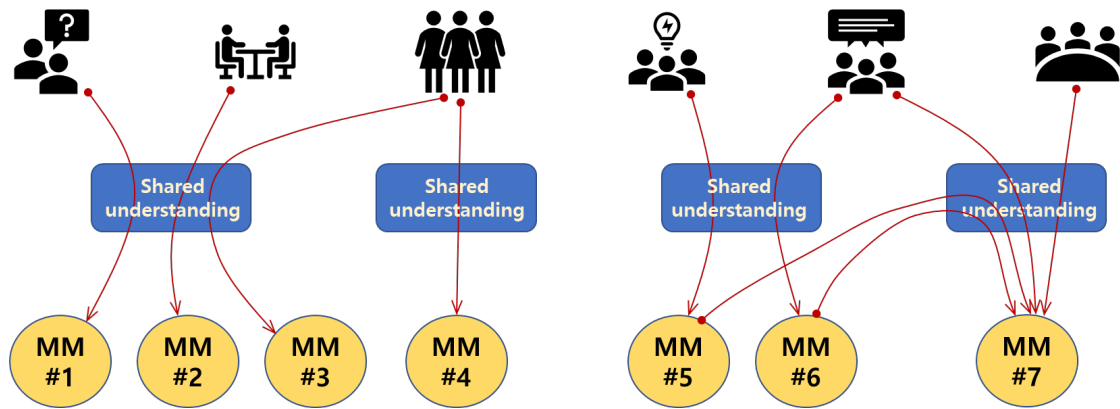 ?
Shared
understanding
Shared
understanding
Shared
understanding
Shared
understanding
MM
#1
MM
#2
MM
#3
MM
#4
MM
#5
MM
#6
MM
#7